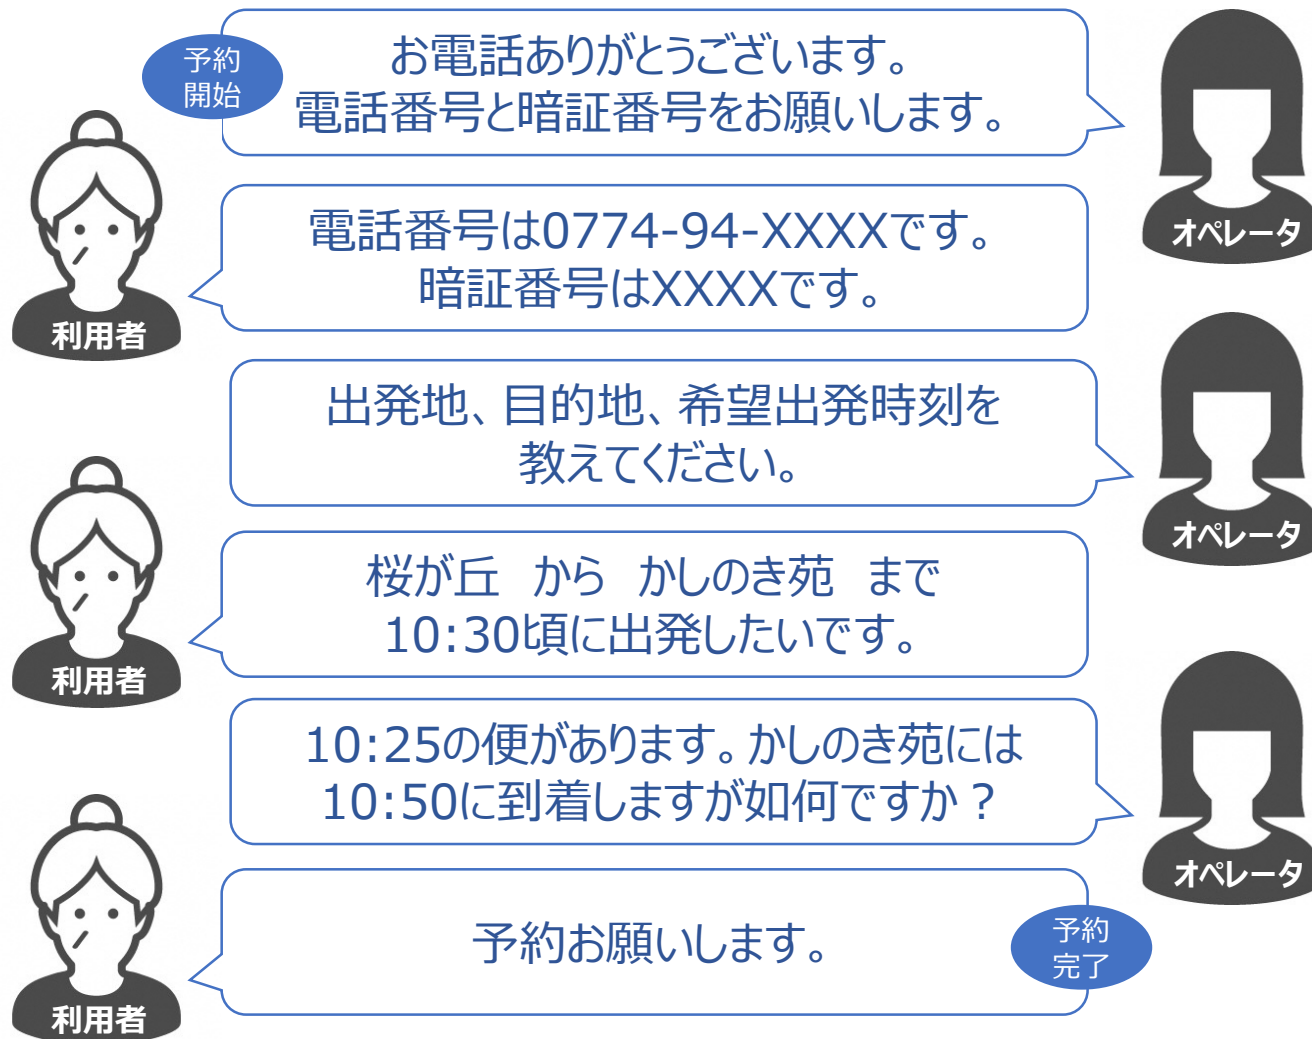 予約
開始
お電話ありがとうございます。
電話番号と暗証番号をお願いします。
オペレータ
電話番号は0774-94-XXXXです。
暗証番号はXXXXです。
利用者
出発地、目的地、希望出発時刻を
教えてください。
オペレータ
桜が丘　から　かしのき苑　まで
10:30頃に出発したいです。
利用者
10:25の便があります。かしのき苑には
10:50に到着しますが如何ですか？
オペレータ
予約お願いします。
予約
完了
利用者